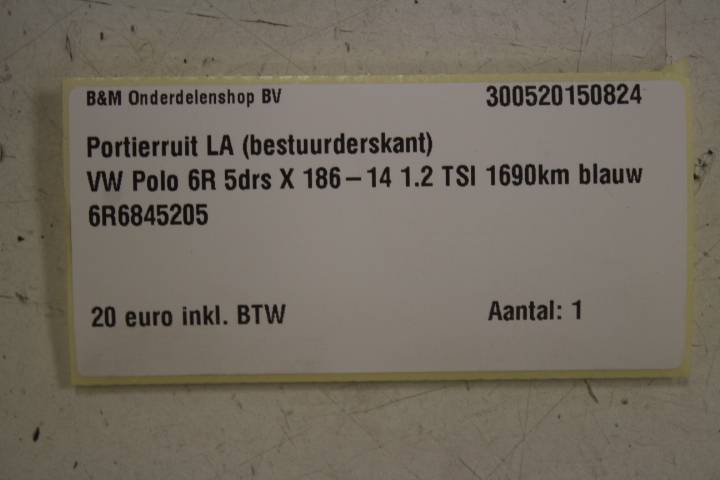 B&M Onderdelenshop BV 300520150824
Portierruit LA (bestuurderskant)
VW Polo 6R 5drs X 186-14 1.2 TSI 1690km blauw
6R6845205
20 euro inkl. BTW Aantal: 1